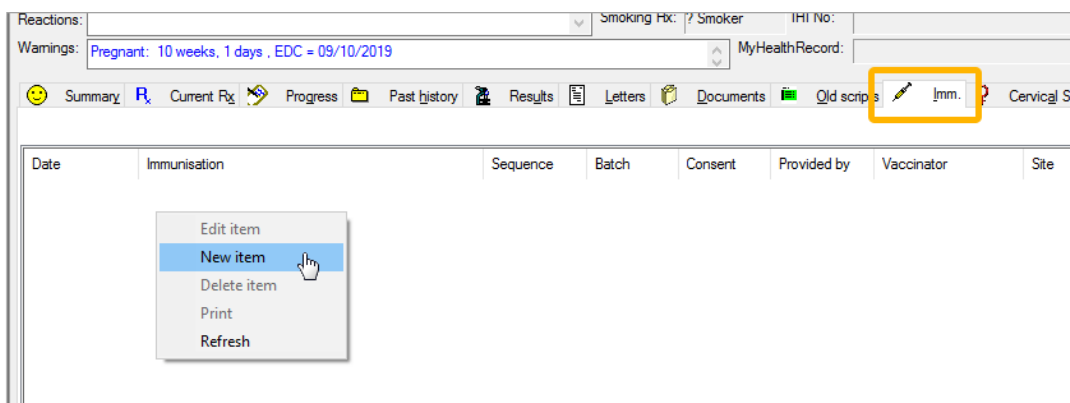 Reactions: Smoking Hx: ? Smoker IHI No:
Warnings: Pregnant: 10 weeks, 1 days , EDC = 09/10/2019 MyHealthRecord:
Summary Rx Current Rx Progress Past history Results Letters Documents Old scripts Imm. Cervical S
Date Immunisation Sequence Batch Consent Provided by Vaccinator Site
Edit item
New item
Delete item
Print
Refresh